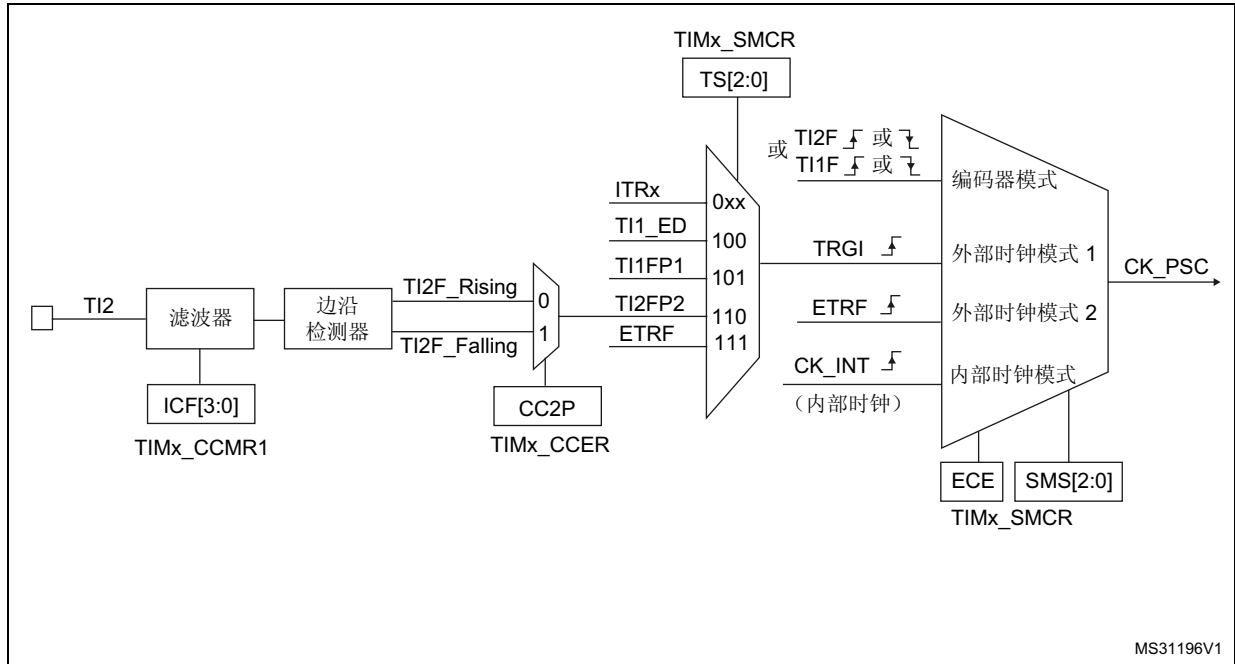 TIMx_SMCR
TS[2:0]
或 TI2F 或
TI1F 或
编码器模式
ITRx
0xx
TI1_ED
100
TRGI
外部时钟模式 1
CK_PSC
TI1FP1
101
TI2
滤波器
边沿
检测器
TI2F_Rising
0
TI2F_Falling
1
TI2FP2
110
ETRF
111
ETRF
外部时钟模式 2
CK_INT
内部时钟模式
（内部时钟）
ICF[3:0]
TIMx_CCMR1
CC2P
TIMx_CCER
ECE
SMS[2:0]
TIMx_SMCR
MS31196V1